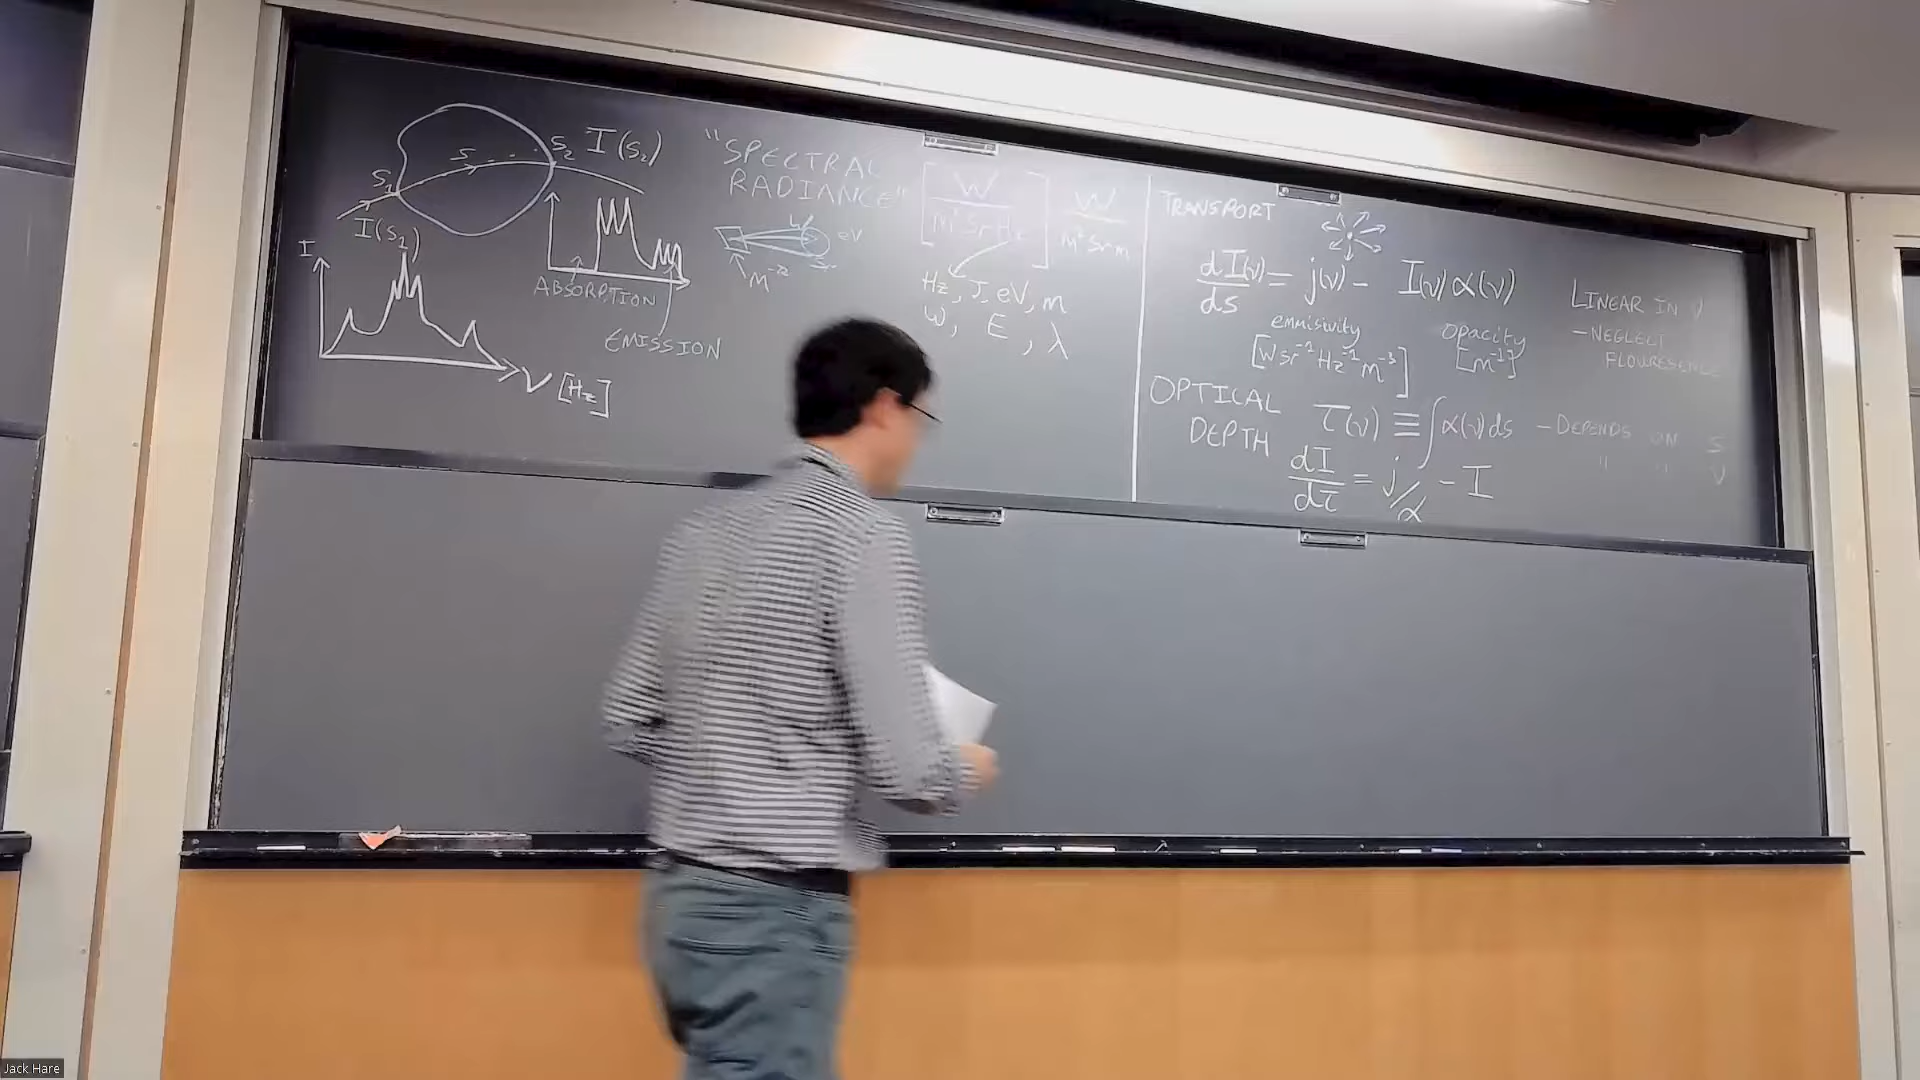 S₁ S S₂ I(S₂)
I(S₁)
I
ABSORPTION
EMISSION
ν [Hz]
"SPECTRAL
RADIANCE"
[W / m² sr Hz] W / m² sr m
eV
m⁻²
Hz, J, eV, m
ω, E, λ
TRANSPORT
dI(ν)/ds = j(ν) - I(ν) α(ν)
emmisivity
[W sr⁻¹ Hz⁻¹ m⁻³]
opacity
[m⁻¹]
LINEAR IN ν
- NEGLECT
FLOURESENCE
OPTICAL
DEPTH
τ(ν) ≡ ∫α(ν)ds - DEPENDS ON S
" " ν
dI/dτ = j/α - I
Jack Hare